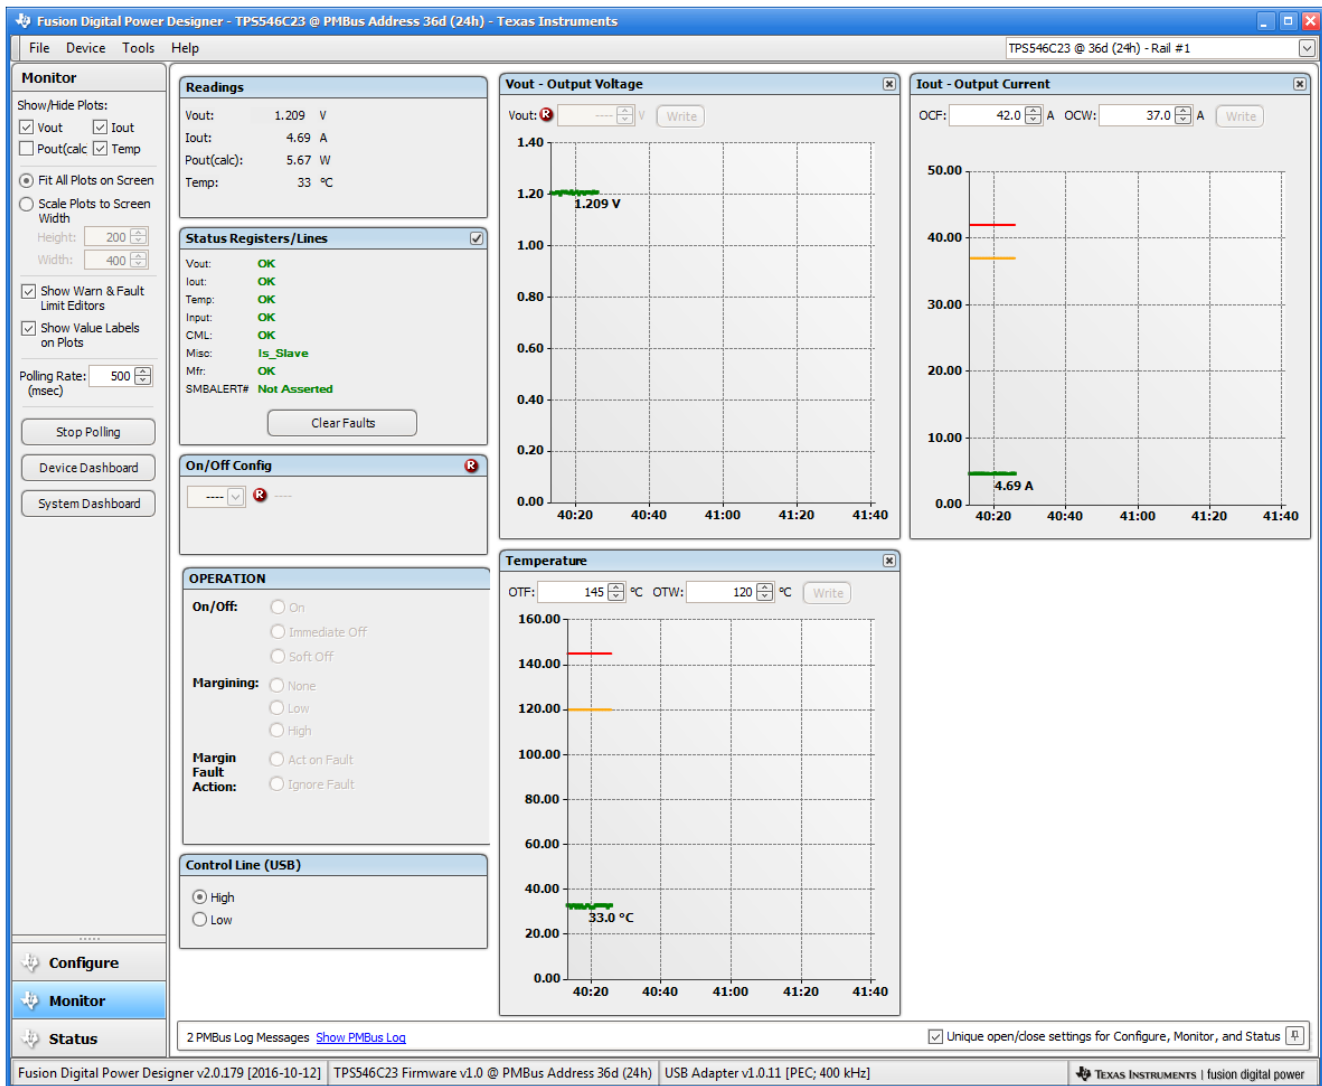 Fusion Digital Power Designer - TPS546C23 @ PMBus Address 36d (24h) - Texas Instruments
File Device Tools Help
TPS546C23 @ 36d (24h) - Rail #1
Monitor
Show/Hide Plots:
Vout Iout
Pout(calc Temp
Fit All Plots on Screen
Scale Plots to Screen
Width
Height: 200
Width: 400
Show Warn & Fault
Limit Editors
Show Value Labels
on Plots
Polling Rate: 500
(msec)
Stop Polling
Device Dashboard
System Dashboard
Configure
Monitor
Status
Readings
Vout: 1.209 V
Iout: 4.69 A
Pout(calc): 5.67 W
Temp: 33 °C
Status Registers/Lines
Vout: OK
Iout: OK
Temp: OK
Input: OK
CML: OK
Misc: Is_Slave
Mfr: OK
SMBALERT# Not Asserted
Clear Faults
On/Off Config R
---- R ----
OPERATION
On/Off: On
Immediate Off
Soft Off
Margining: None
Low
High
Margin
Fault
Action:
Act on Fault
Ignore Fault
Control Line (USB)
High
Low
Vout - Output Voltage
Vout: R ---- V Write
1.40
1.20
1.209 V
1.00
0.80
0.60
0.40
0.20
0.00
40:20 40:40 41:00 41:20 41:40
Iout - Output Current
OCF: 42.0 A OCW: 37.0 A Write
50.00
40.00
30.00
20.00
10.00
4.69 A
0.00
40:20 40:40 41:00 41:20 41:40
Temperature
OTF: 145 °C OTW: 120 °C Write
160.00
140.00
120.00
100.00
80.00
60.00
40.00
33.0 °C
20.00
0.00
40:20 40:40 41:00 41:20 41:40
2 PMBus Log Messages Show PMBus Log
Unique open/close settings for Configure, Monitor, and Status
Fusion Digital Power Designer v2.0.179 [2016-10-12] TPS546C23 Firmware v1.0 @ PMBus Address 36d (24h) USB Adapter v1.0.11 [PEC; 400 kHz] TEXAS INSTRUMENTS | fusion digital power